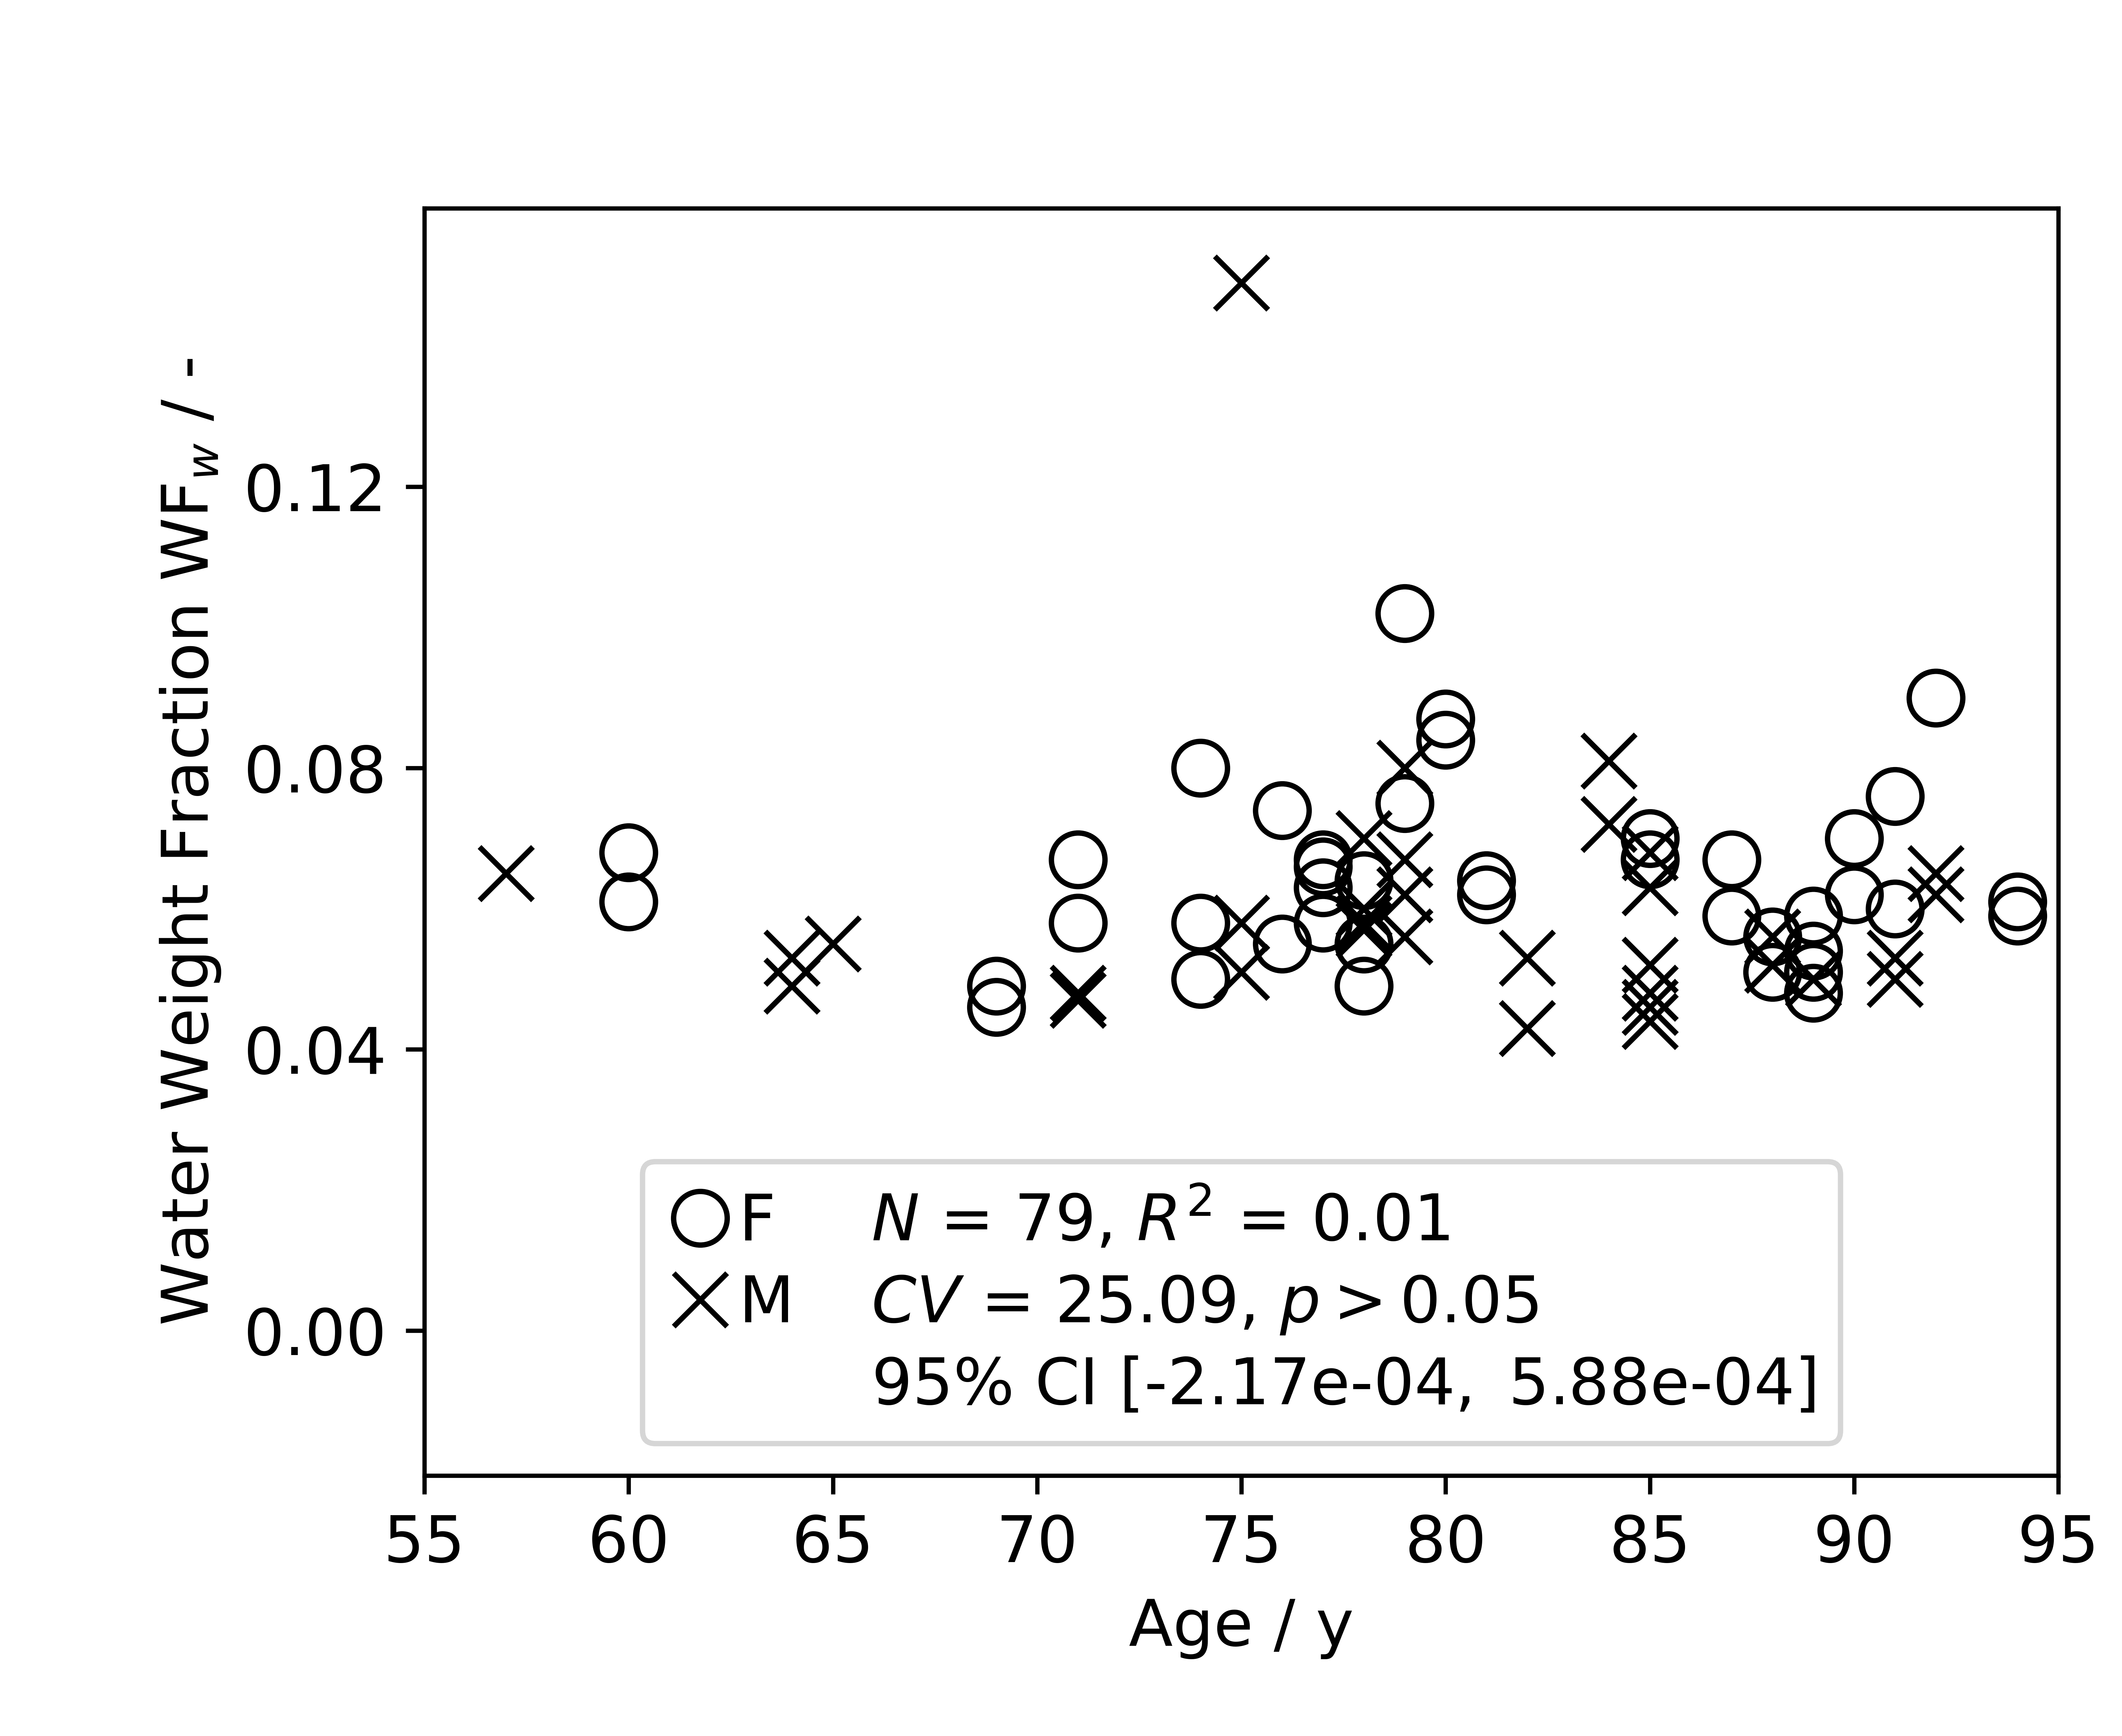 Water Weight Fraction WF_w / -
0.12
0.08
0.04
0.00
F
M
N = 79, R² = 0.01
CV = 25.09, p > 0.05
95% CI [-2.17e-04, 5.88e-04]
55 60 65 70 75 80 85 90 95
Age / y